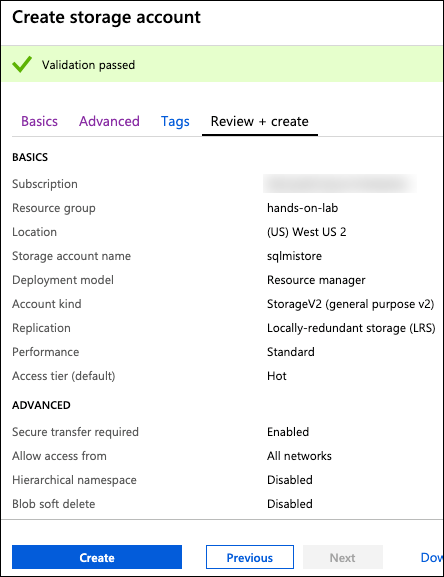 Create storage account
Validation passed
Basics Advanced Tags Review + create
BASICS
Subscription
Resource group hands-on-lab
Location (US) West US 2
Storage account name sqlmistore
Deployment model Resource manager
Account kind StorageV2 (general purpose v2)
Replication Locally-redundant storage (LRS)
Performance Standard
Access tier (default) Hot
ADVANCED
Secure transfer required Enabled
Allow access from All networks
Hierarchical namespace Disabled
Blob soft delete Disabled
Create Previous Next Dow